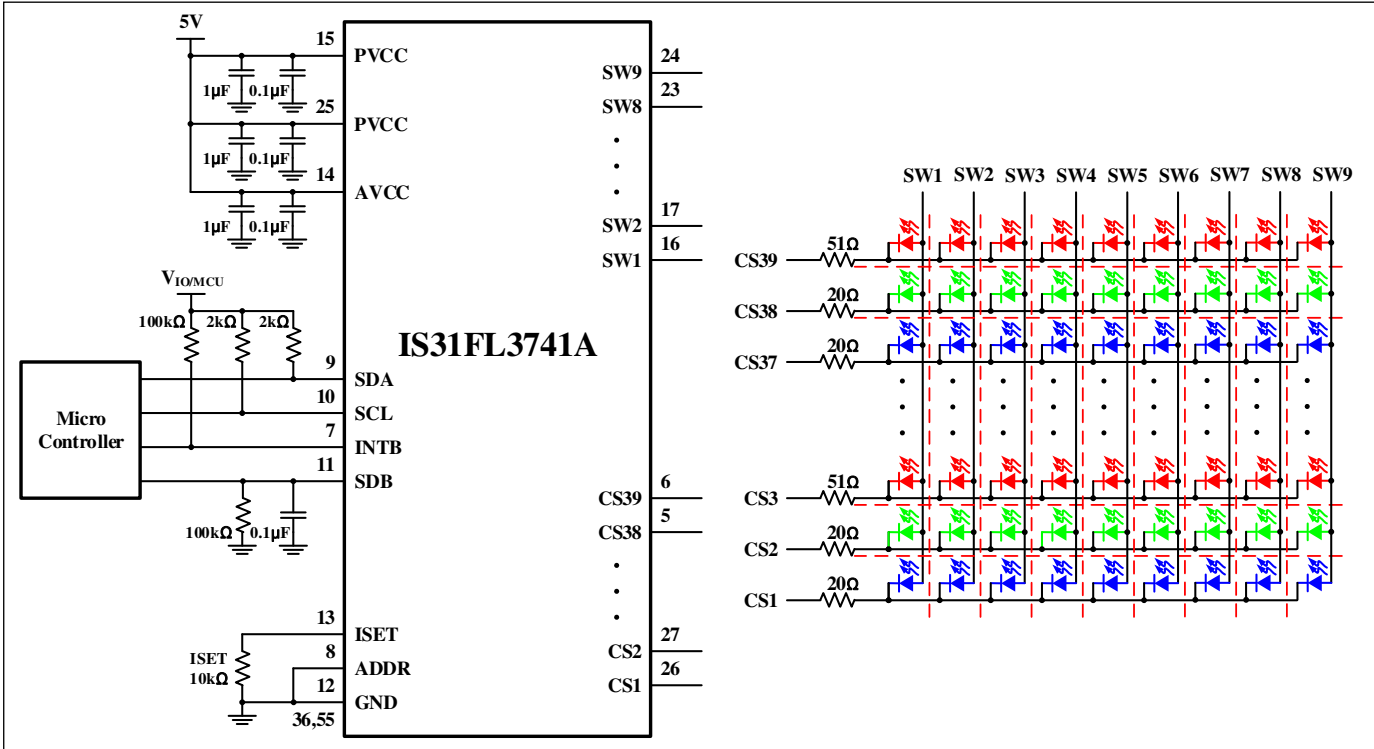 5V
15
PVCC
1µF 0.1µF
25
PVCC
1µF 0.1µF
14
AVCC
1µF 0.1µF
VIO/MCU
100kΩ 2kΩ 2kΩ
Micro
Controller
9
SDA
10
SCL
7
INTB
11
SDB
100kΩ 0.1µF
13
ISET
ISET
10kΩ
8
ADDR
12
GND
36,55
IS31FL3741A
24
SW9
23
SW8
17
SW2
16
SW1
6
CS39
5
CS38
27
CS2
26
CS1
SW1 SW2 SW3 SW4 SW5 SW6 SW7 SW8 SW9
51Ω
CS39
20Ω
CS38
20Ω
CS37
51Ω
CS3
20Ω
CS2
20Ω
CS1